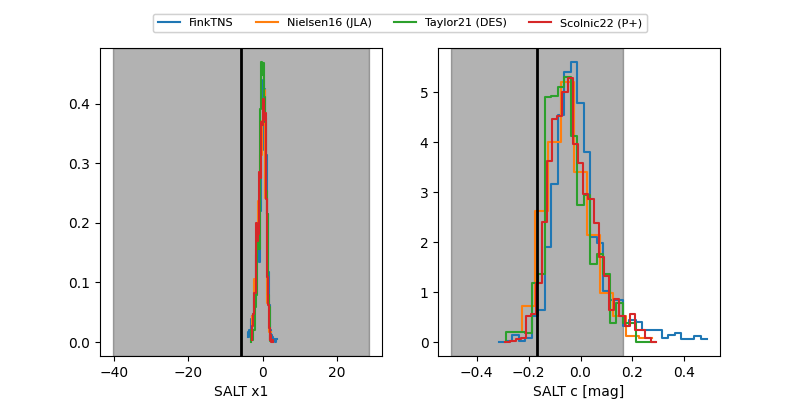 FinkTNS Nielsen16 (JLA) Taylor21 (DES) Scolnic22 (P+)
0.4
0.3
0.2
0.1
0.0
−40 −20 0 20
SALT x1
5
4
3
2
1
0
−0.4 −0.2 0.0 0.2 0.4
SALT c [mag]